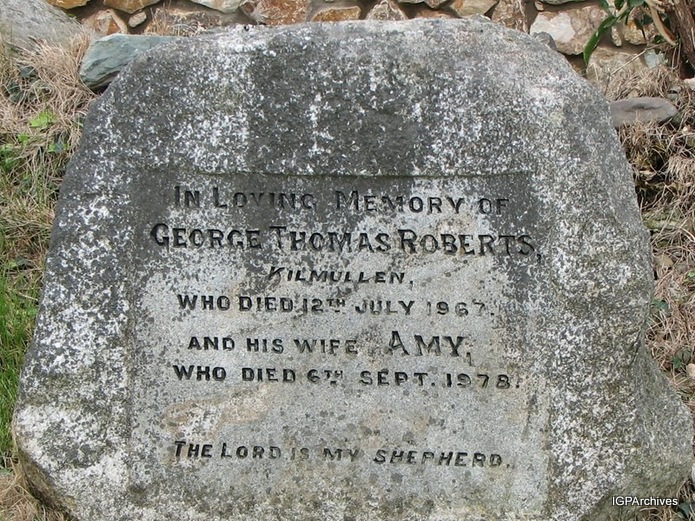 IN LOVING MEMORY OF
GEORGE THOMAS ROBERTS,
KILMULLEN,
WHO DIED 12TH JULY 1967.
AND HIS WIFE AMY,
WHO DIED 6TH SEPT. 1978.
THE LORD IS MY SHEPHERD.
IGPArchives